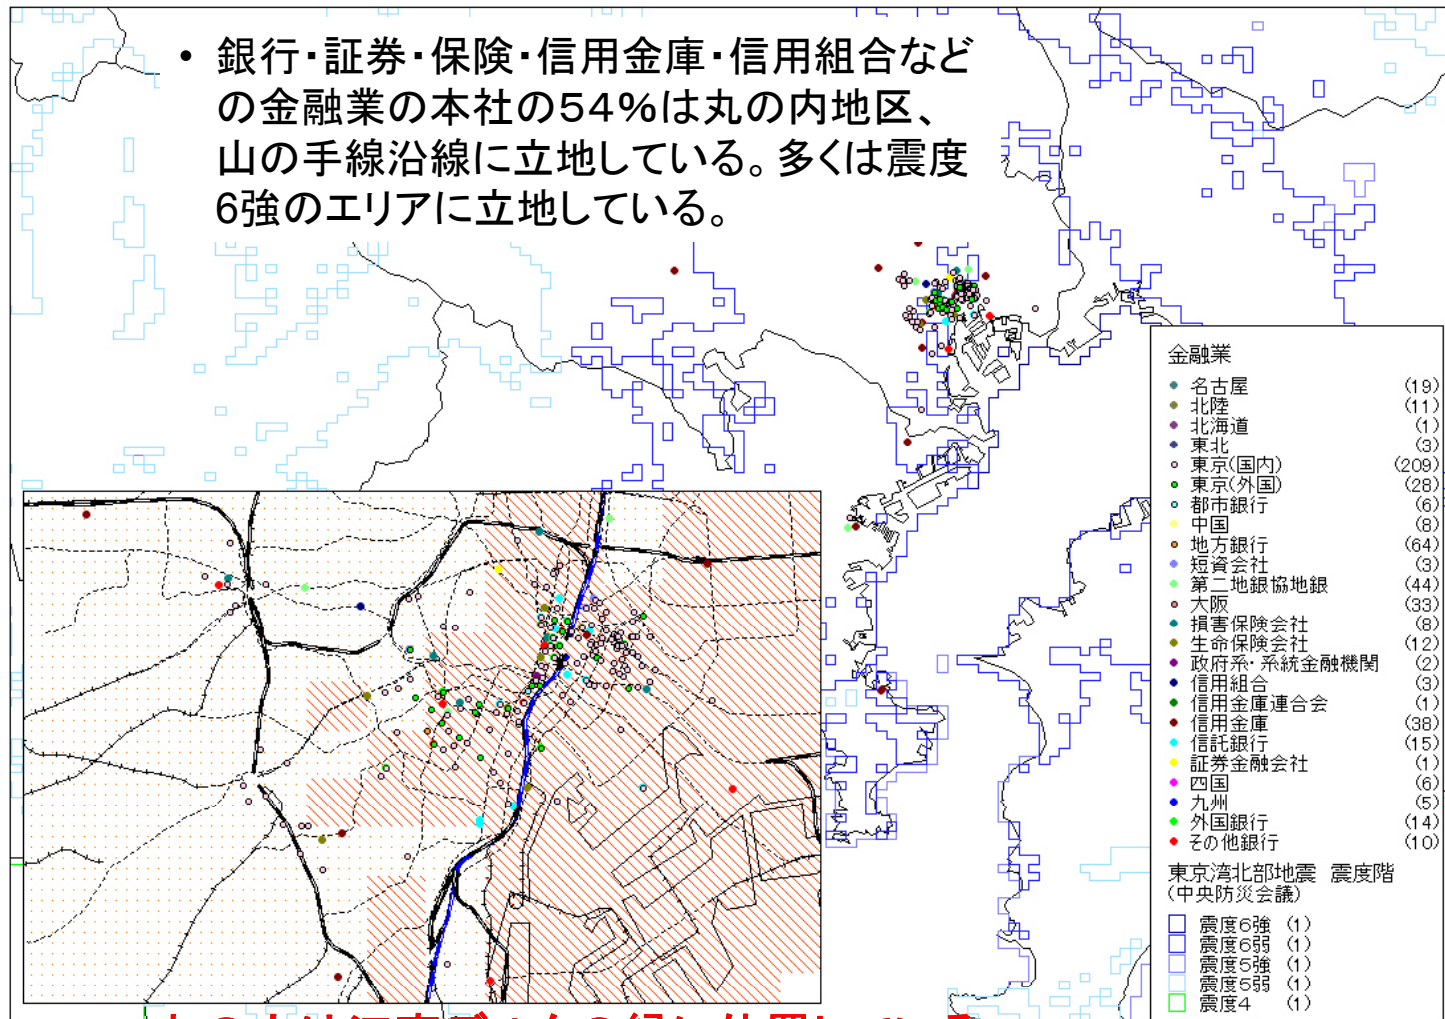 • 銀行・証券・保険・信用金庫・信用組合など
の金融業の本社の54%は丸の内地区、
山の手線沿線に立地している。多くは震度
6強のエリアに立地している。
金融業
名古屋 (19)
北陸 (11)
北海道 (1)
東北 (3)
東京(国内) (209)
東京(外国) (28)
都市銀行 (6)
中国 (8)
地方銀行 (64)
短資会社 (3)
第二地銀協地銀 (44)
大阪 (33)
損害保険会社 (8)
生命保険会社 (12)
政府系・系統金融機関 (2)
信用組合 (3)
信用金庫連合会 (1)
信用金庫 (38)
信託銀行 (15)
証券金融会社 (1)
四国 (6)
九州 (5)
外国銀行 (14)
その他銀行 (10)
東京湾北部地震 震度階
(中央防災会議)
震度6強 (1)
震度6弱 (1)
震度5強 (1)
震度5弱 (1)
震度4 (1)